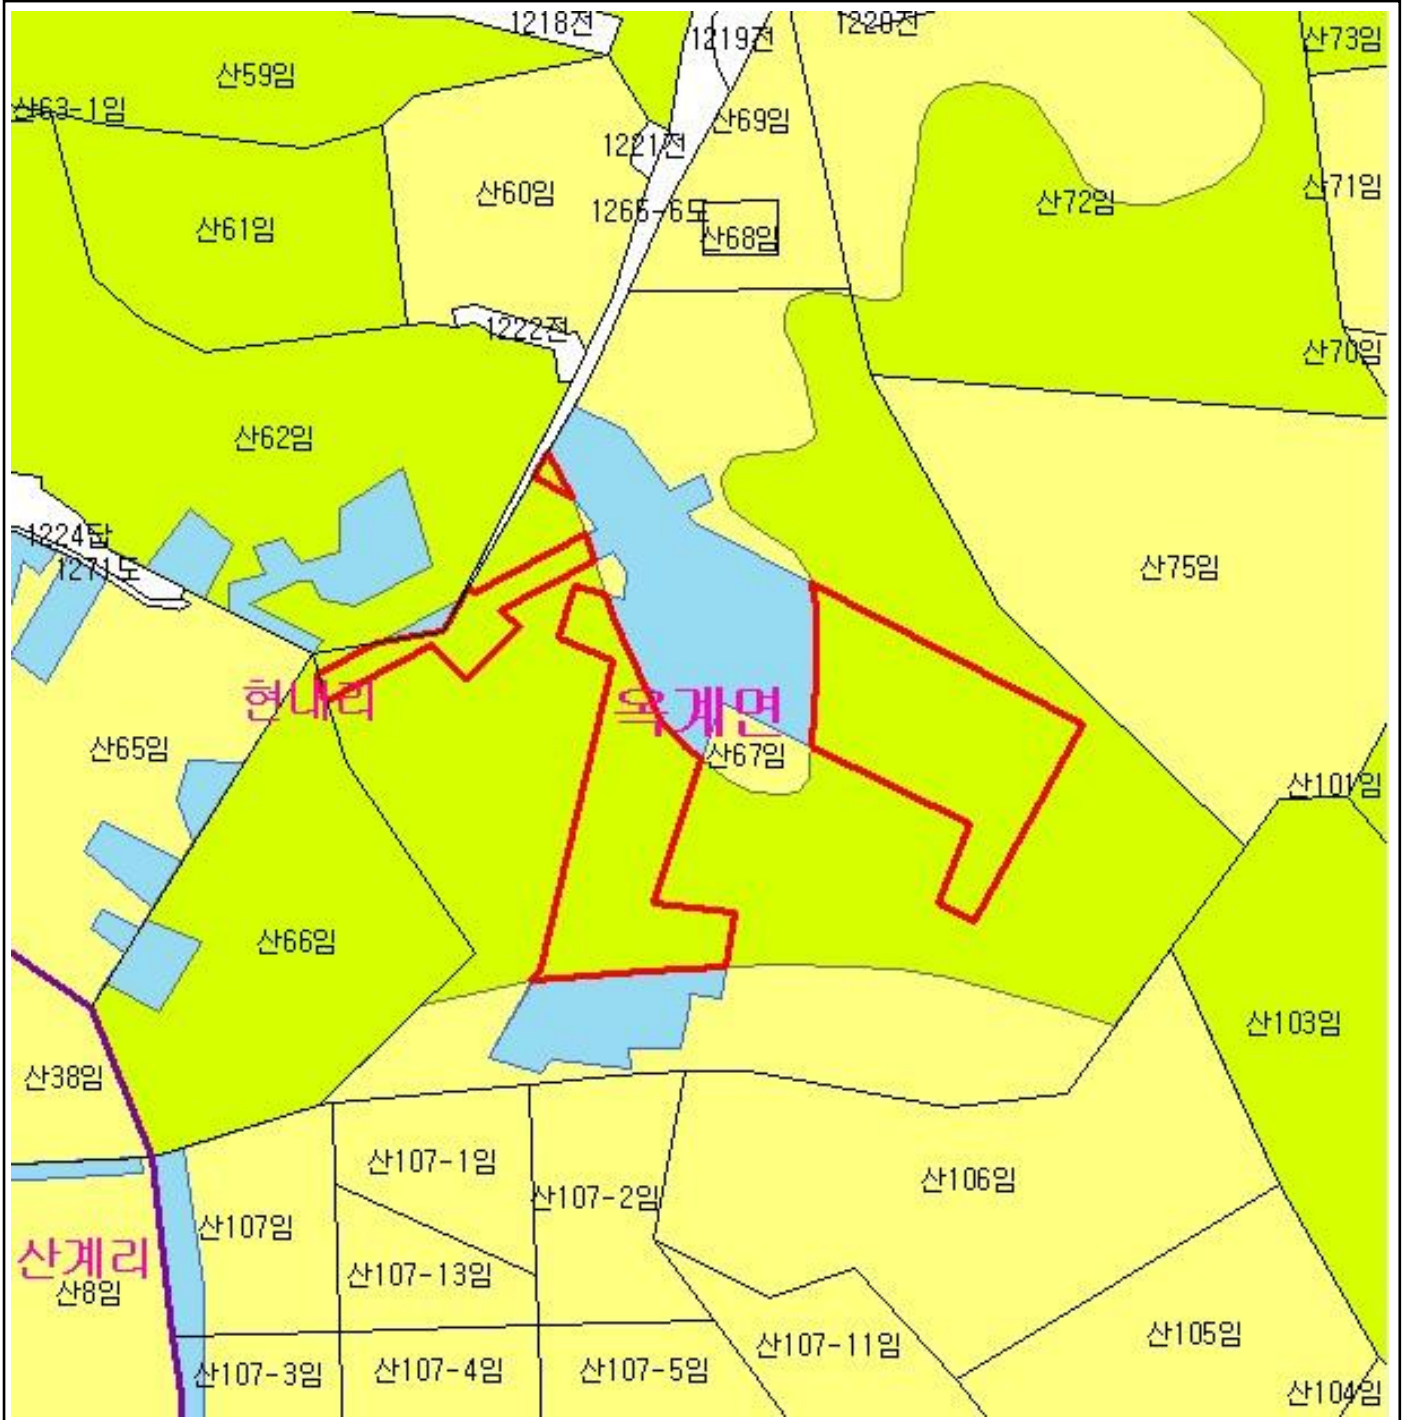 1218전
1219전
1220전
산73임
산59임
산63-1임
산69임
1221전
산60임
산71임
산72임
1265-6도
산61임
산68임
1222전
산70임
산62임
1224답
1271도
산75임
현내리
옥계면
산65임
산67임
산101임
산66임
산103임
산38임
산107-1임
산107-2임
산106임
산107임
산계리
산107-13임
산8임
산105임
산107-11임
산107-3임
산107-4임
산107-5임
산104임